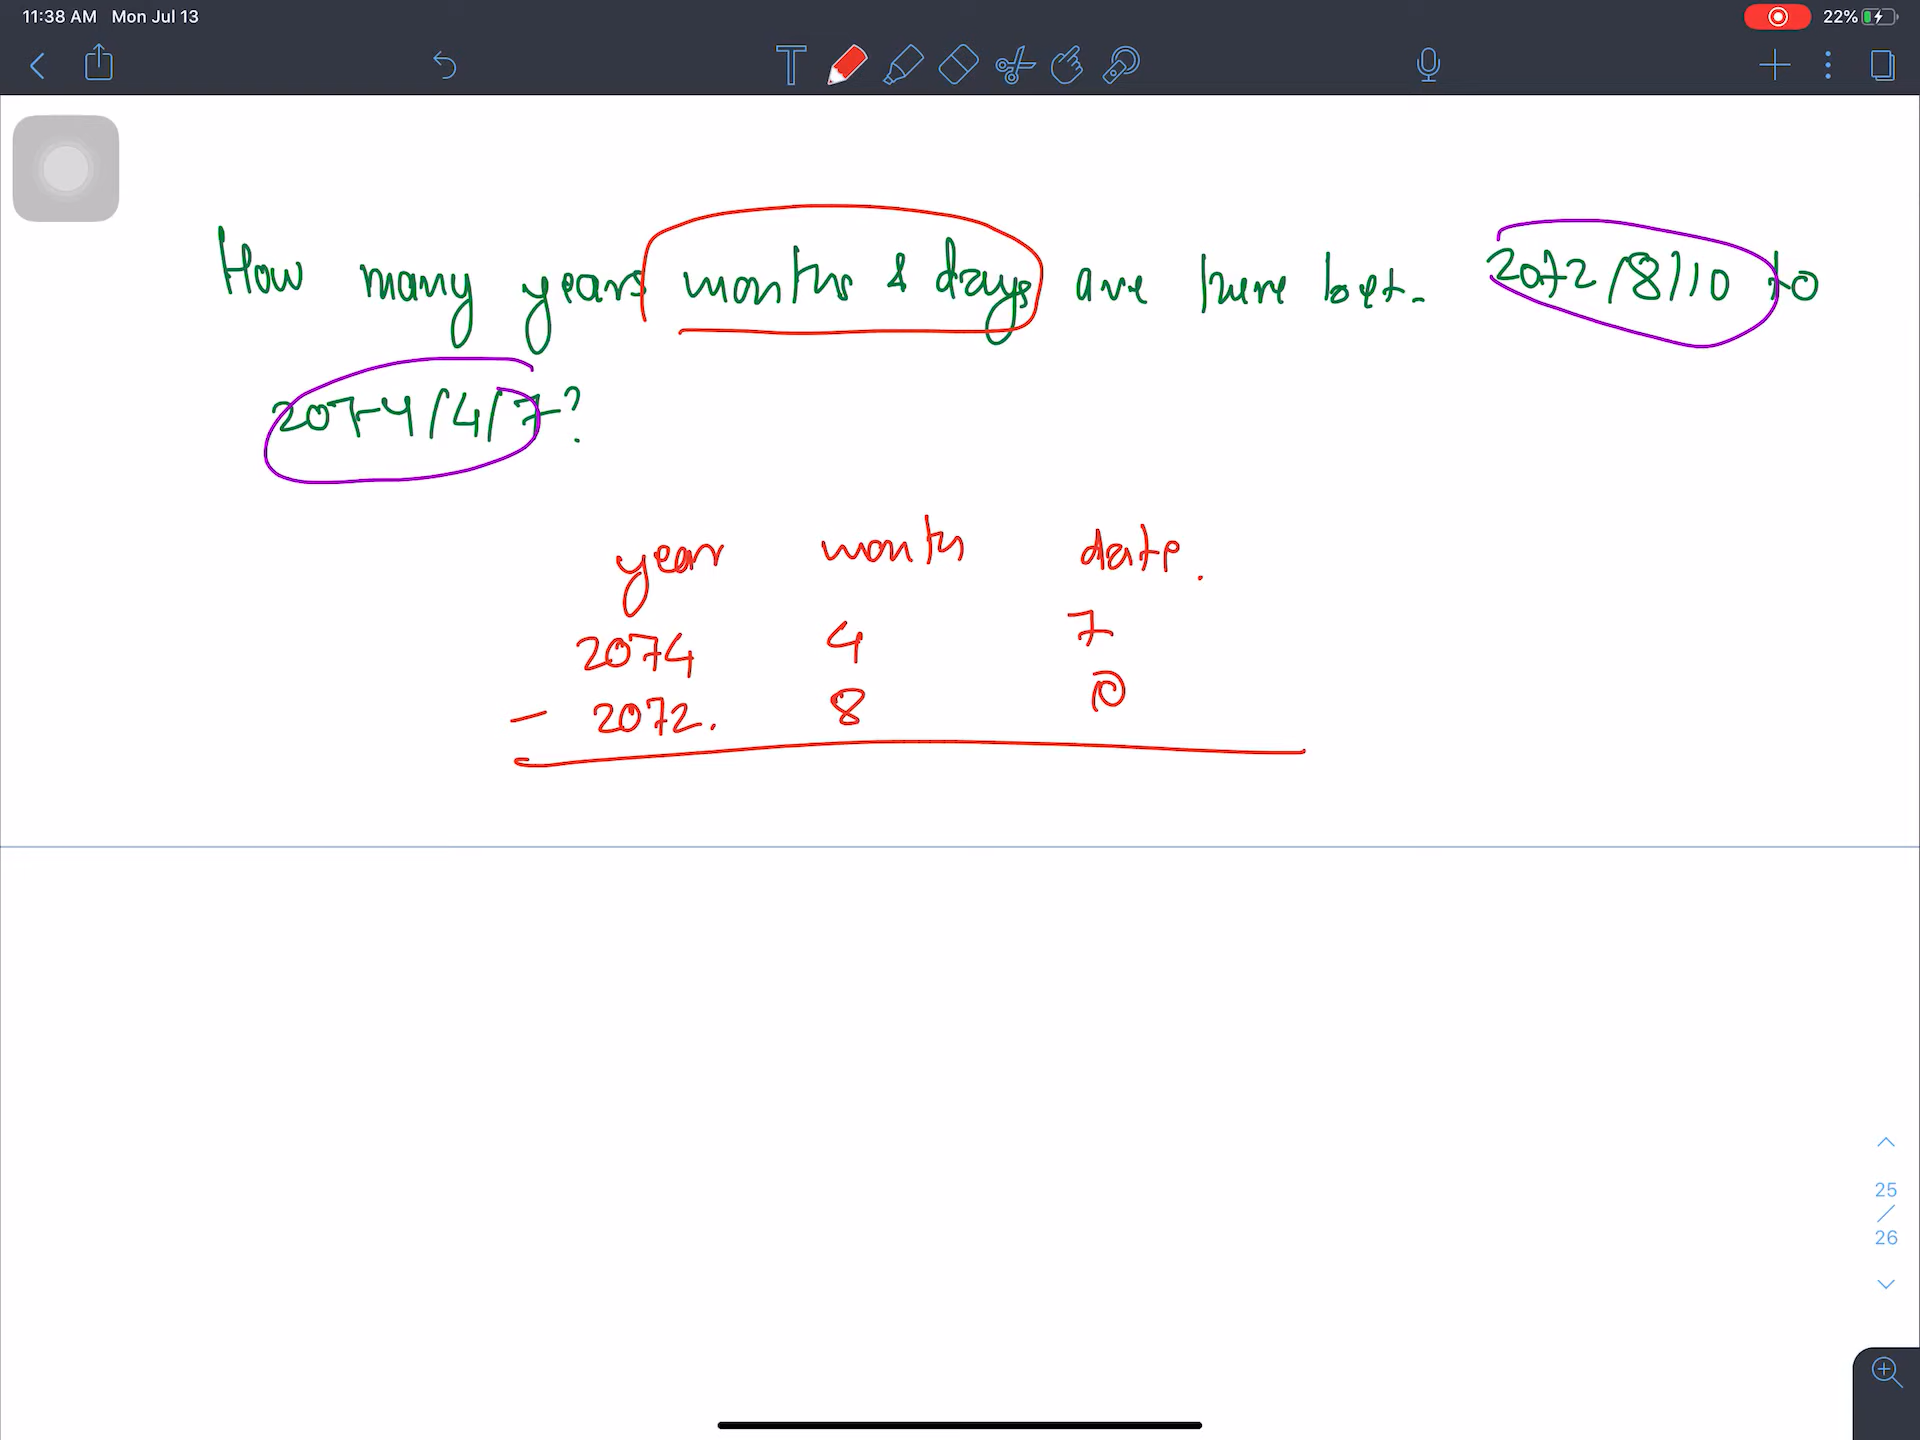 11:38 AM Mon Jul 13
22%
How many years months & days are there bet. 2072/8/10 to
2074/4/7?
year month date.
2074 4 7
- 2072. 8 10
25
/
26